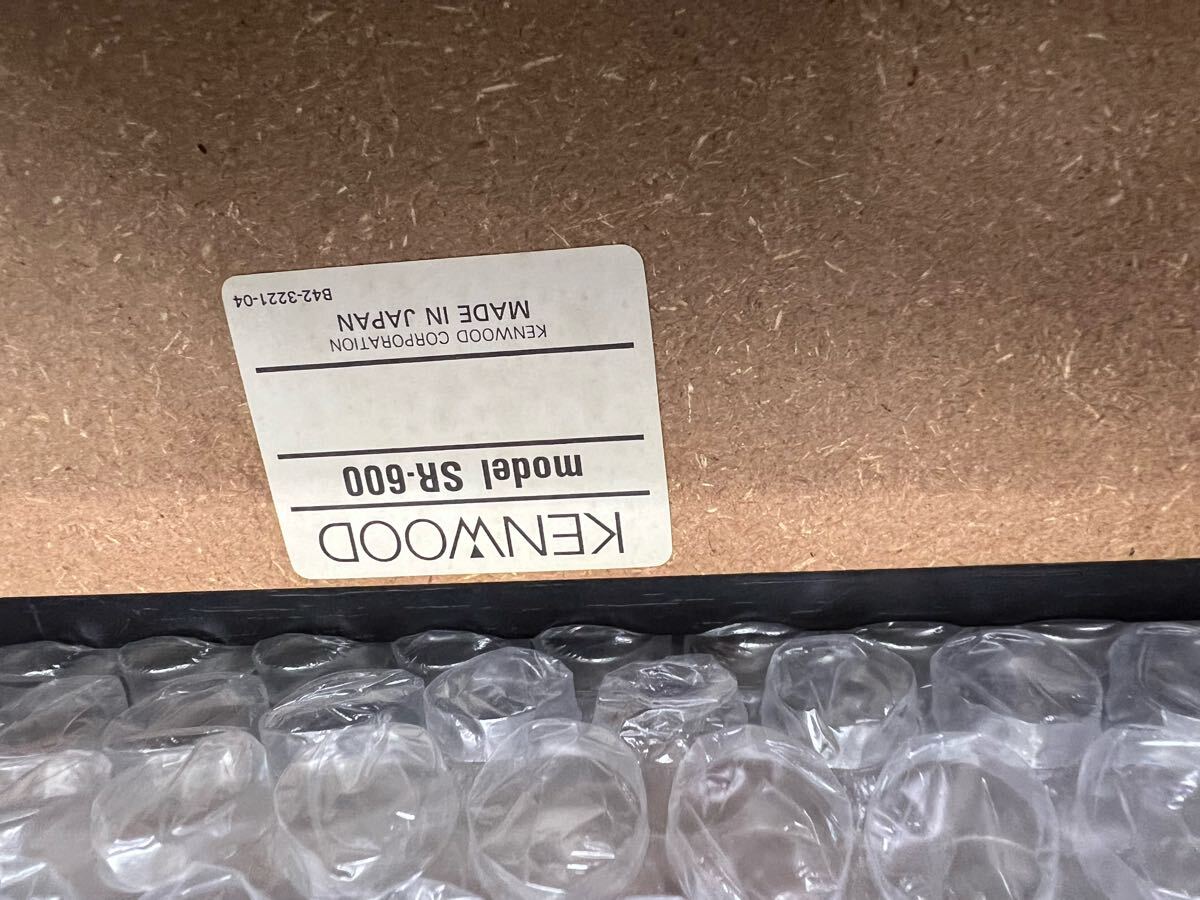 KENWOOD
model SR-600
KENWOOD CORPORATION
MADE IN JAPAN
B42-3221-04